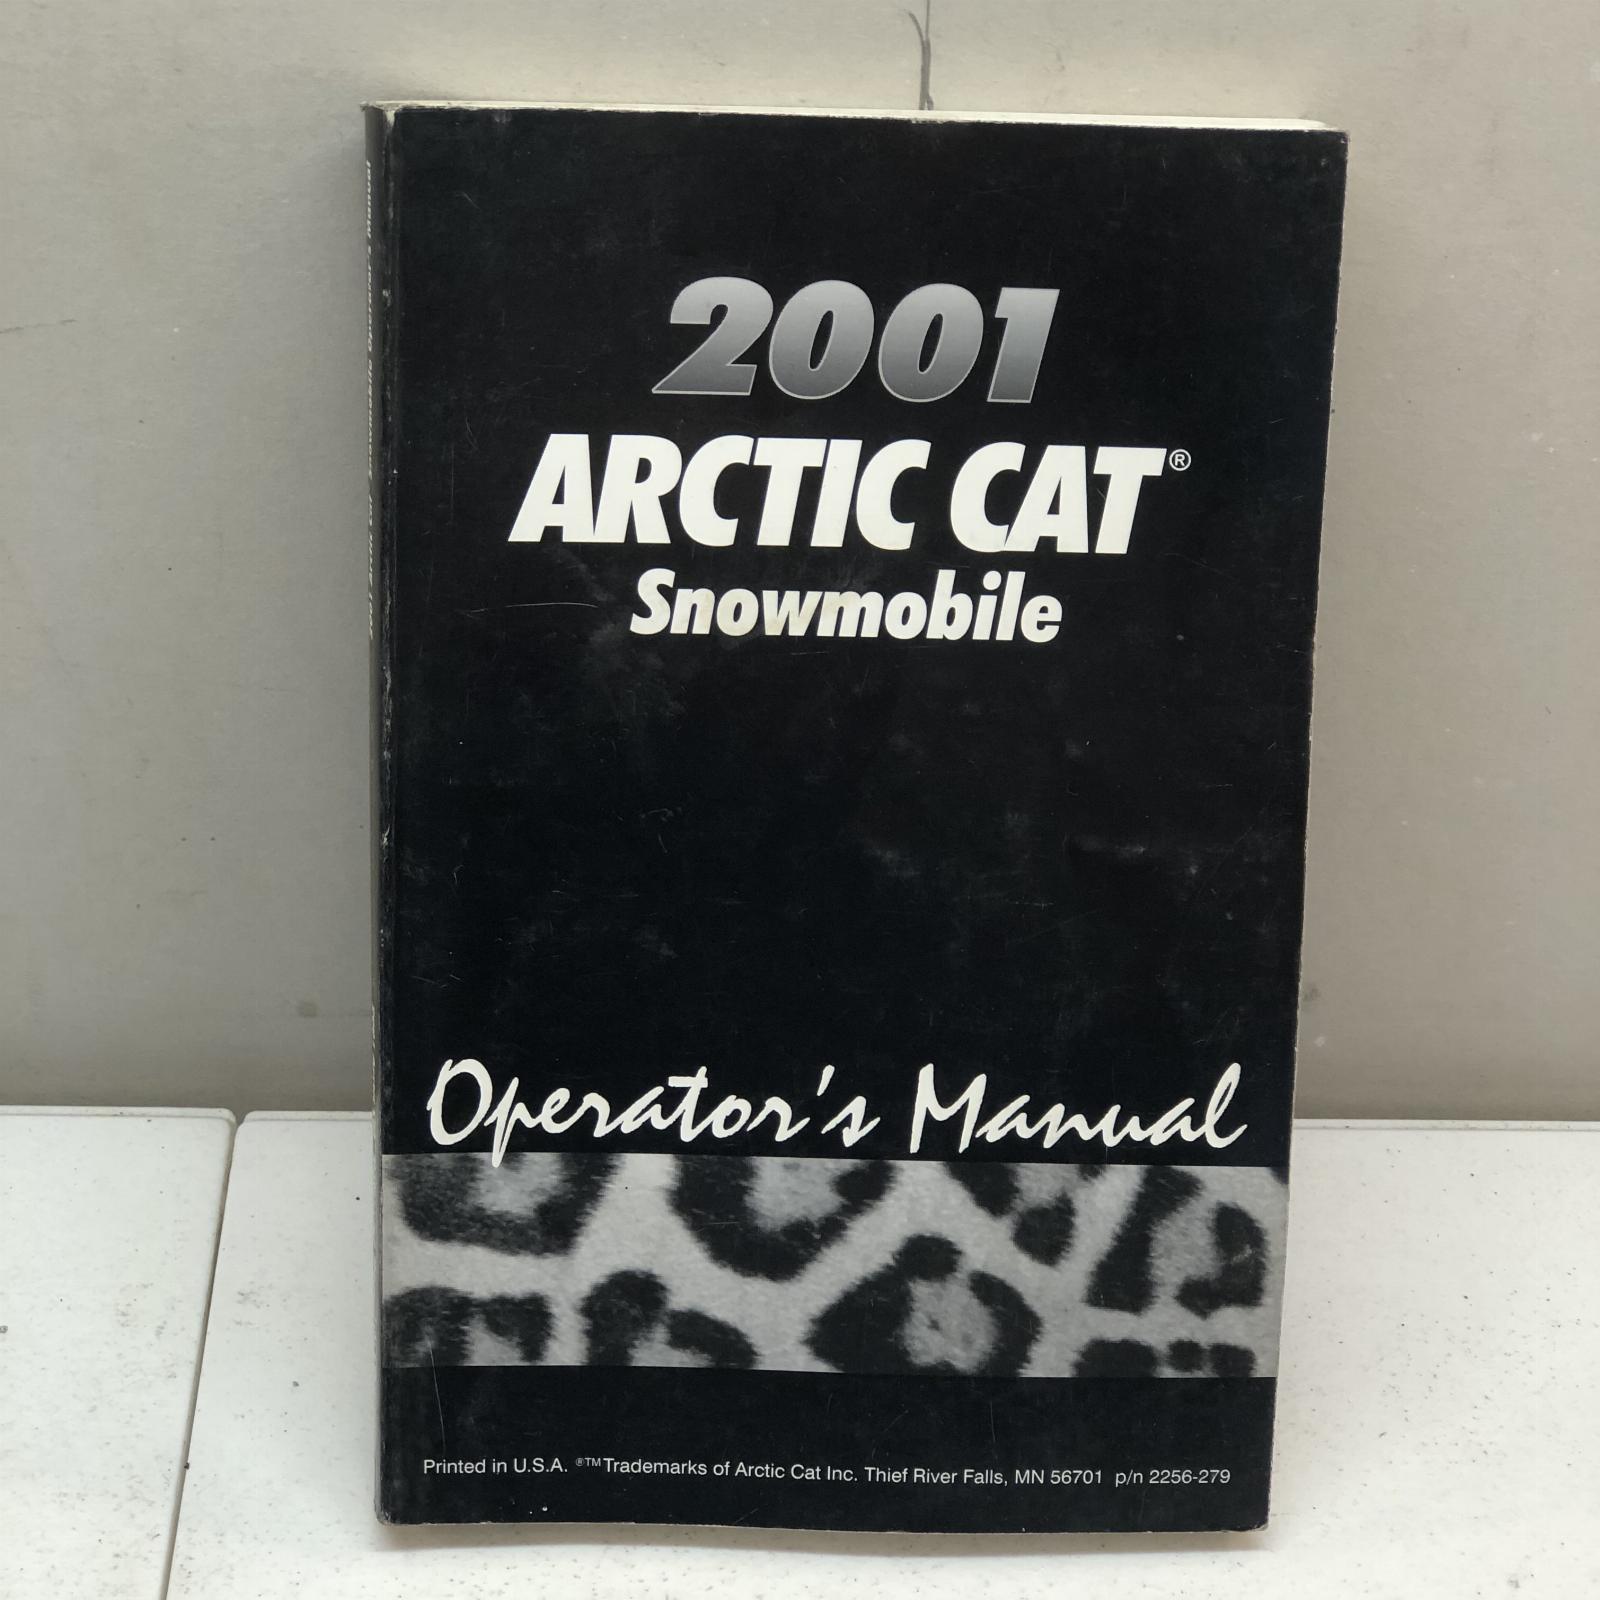 2001
ARCTIC CAT®
Snowmobile
Operator's Manual
Printed in U.S.A. ®™Trademarks of Arctic Cat Inc. Thief River Falls, MN 56701 p/n 2256-279